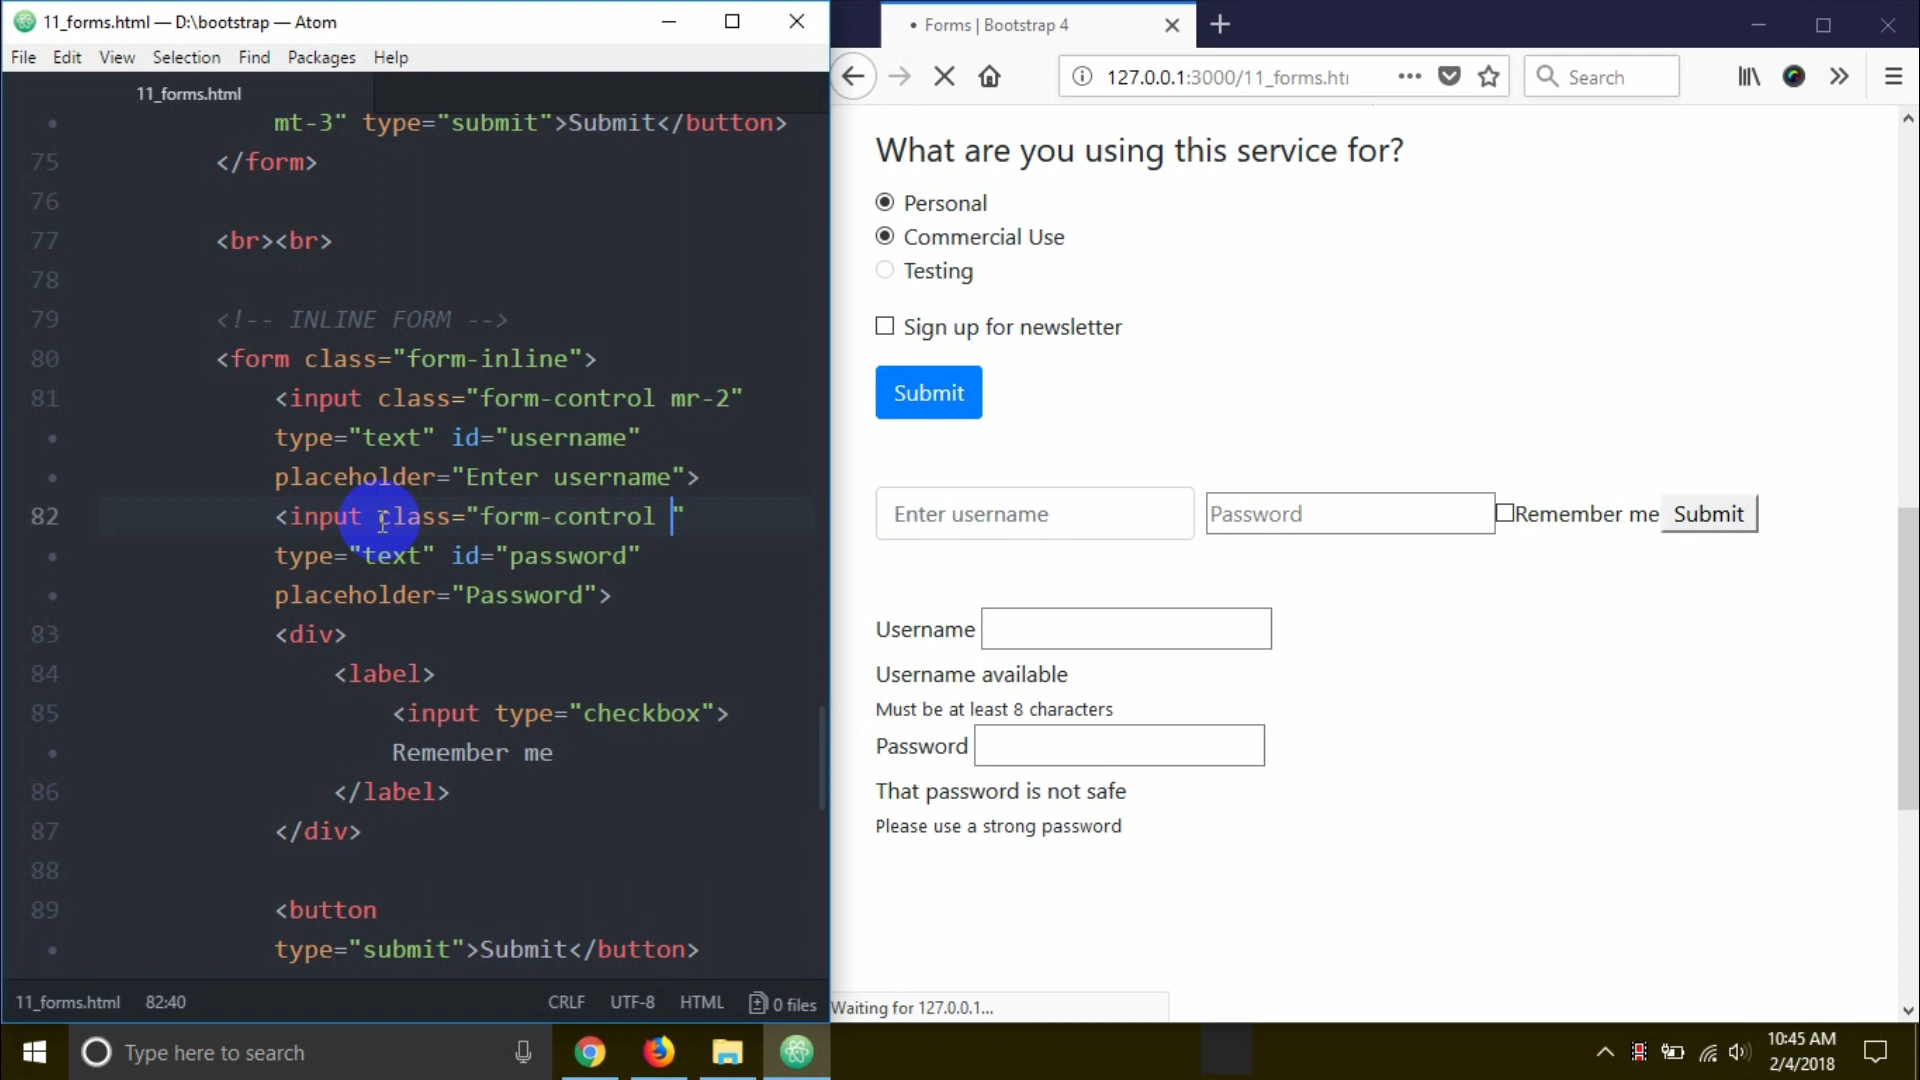 11_forms.html — D:\bootstrap — Atom
File Edit View Selection Find Packages Help
11_forms.html
mt-3" type="submit">Submit</button>
75 </form>
76
77 <br><br>
78
79 <!-- INLINE FORM -->
80 <form class="form-inline">
81 <input class="form-control mr-2"
type="text" id="username"
placeholder="Enter username">
82 <input class="form-control "
type="text" id="password"
placeholder="Password">
83 <div>
84 <label>
85 <input type="checkbox">
Remember me
86 </label>
87 </div>
88
89 <button
type="submit">Submit</button>
11_forms.html 82:40 CRLF UTF-8 HTML 0 files
• Forms | Bootstrap 4
127.0.0.1:3000/11_forms.htm
Search
What are you using this service for?
Personal
Commercial Use
Testing
Sign up for newsletter
Submit
Enter username Password Remember me Submit
Username
Username available
Must be at least 8 characters
Password
That password is not safe
Please use a strong password
Waiting for 127.0.0.1...
Type here to search
10:45 AM
2/4/2018